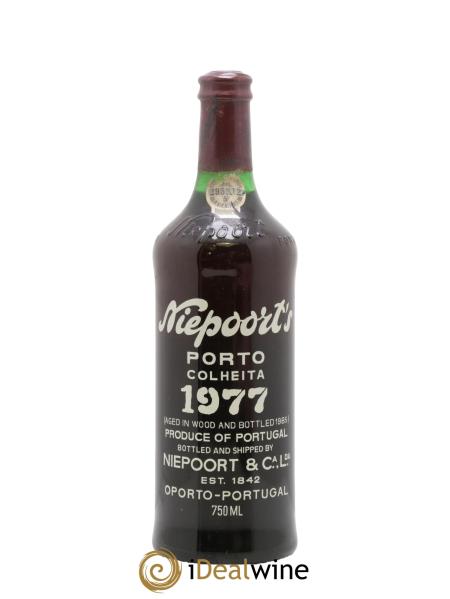 Niepoort
Niepoort's
PORTO
COLHEITA
1977
(AGED IN WOOD AND BOTTLED 1985)
PRODUCE OF PORTUGAL
BOTTLED AND SHIPPED BY
NIEPOORT & CA. LDA
EST. 1842
OPORTO-PORTUGAL
750 ML
iDealwine